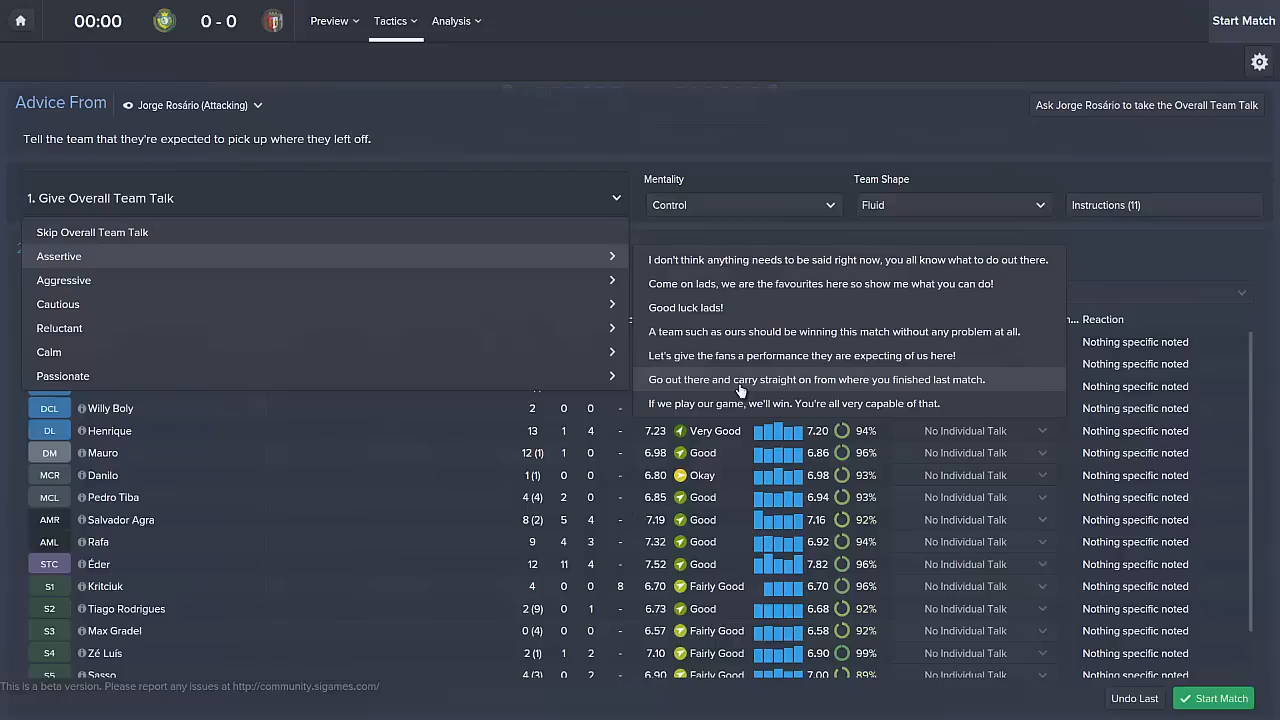 00:00 0 - 0 Preview Tactics Analysis Start Match
Advice From Jorge Rosário (Attacking) Ask Jorge Rosário to take the Overall Team Talk
Tell the team that they're expected to pick up where they left off.
Mentality Team Shape
1. Give Overall Team Talk Control Fluid Instructions (11)
Skip Overall Team Talk
Assertive
Aggressive
Cautious
Reluctant
Calm
Passionate
I don't think anything needs to be said right now, you all know what to do out there.
Come on lads, we are the favourites here so show me what you can do!
Good luck lads!
A team such as ours should be winning this match without any problem at all.
Let's give the fans a performance they are expecting of us here!
Go out there and carry straight on from where you finished last match.
If we play our game, we'll win. You're all very capable of that.
Reaction
Nothing specific noted
Nothing specific noted
Nothing specific noted
DCL Willy Boly 2 0 0 - Nothing specific noted
DL Henrique 13 1 4 - 7.23 Very Good 7.20 94% No Individual Talk Nothing specific noted
DM Mauro 12 (1) 1 0 - 6.98 Good 6.86 96% No Individual Talk Nothing specific noted
MCR Danilo 1 (1) 0 0 - 6.80 Okay 6.98 93% No Individual Talk Nothing specific noted
MCL Pedro Tiba 4 (4) 2 0 - 6.85 Good 6.94 93% No Individual Talk Nothing specific noted
AMR Salvador Agra 8 (2) 5 4 - 7.19 Good 7.16 92% No Individual Talk Nothing specific noted
AML Rafa 9 4 3 - 7.32 Good 6.92 94% No Individual Talk Nothing specific noted
STC Éder 12 11 4 - 7.52 Good 7.82 96% No Individual Talk Nothing specific noted
S1 Kritciuk 4 0 0 8 6.70 Fairly Good 6.70 96% No Individual Talk Nothing specific noted
S2 Tiago Rodrigues 2 (9) 0 1 - 6.73 Good 6.68 92% No Individual Talk Nothing specific noted
S3 Max Gradel 0 (4) 0 0 - 6.57 Fairly Good 6.58 92% No Individual Talk Nothing specific noted
S4 Zé Luís 2 (1) 1 2 - 7.10 Fairly Good 6.90 99% No Individual Talk Nothing specific noted
S5 Sasso 4 (3) 0 2 - 6.90 Fairly Good 7.00 89% No Individual Talk Nothing specific noted
This is a beta version. Please report any issues at http://community.sigames.com/
Undo Last Start Match